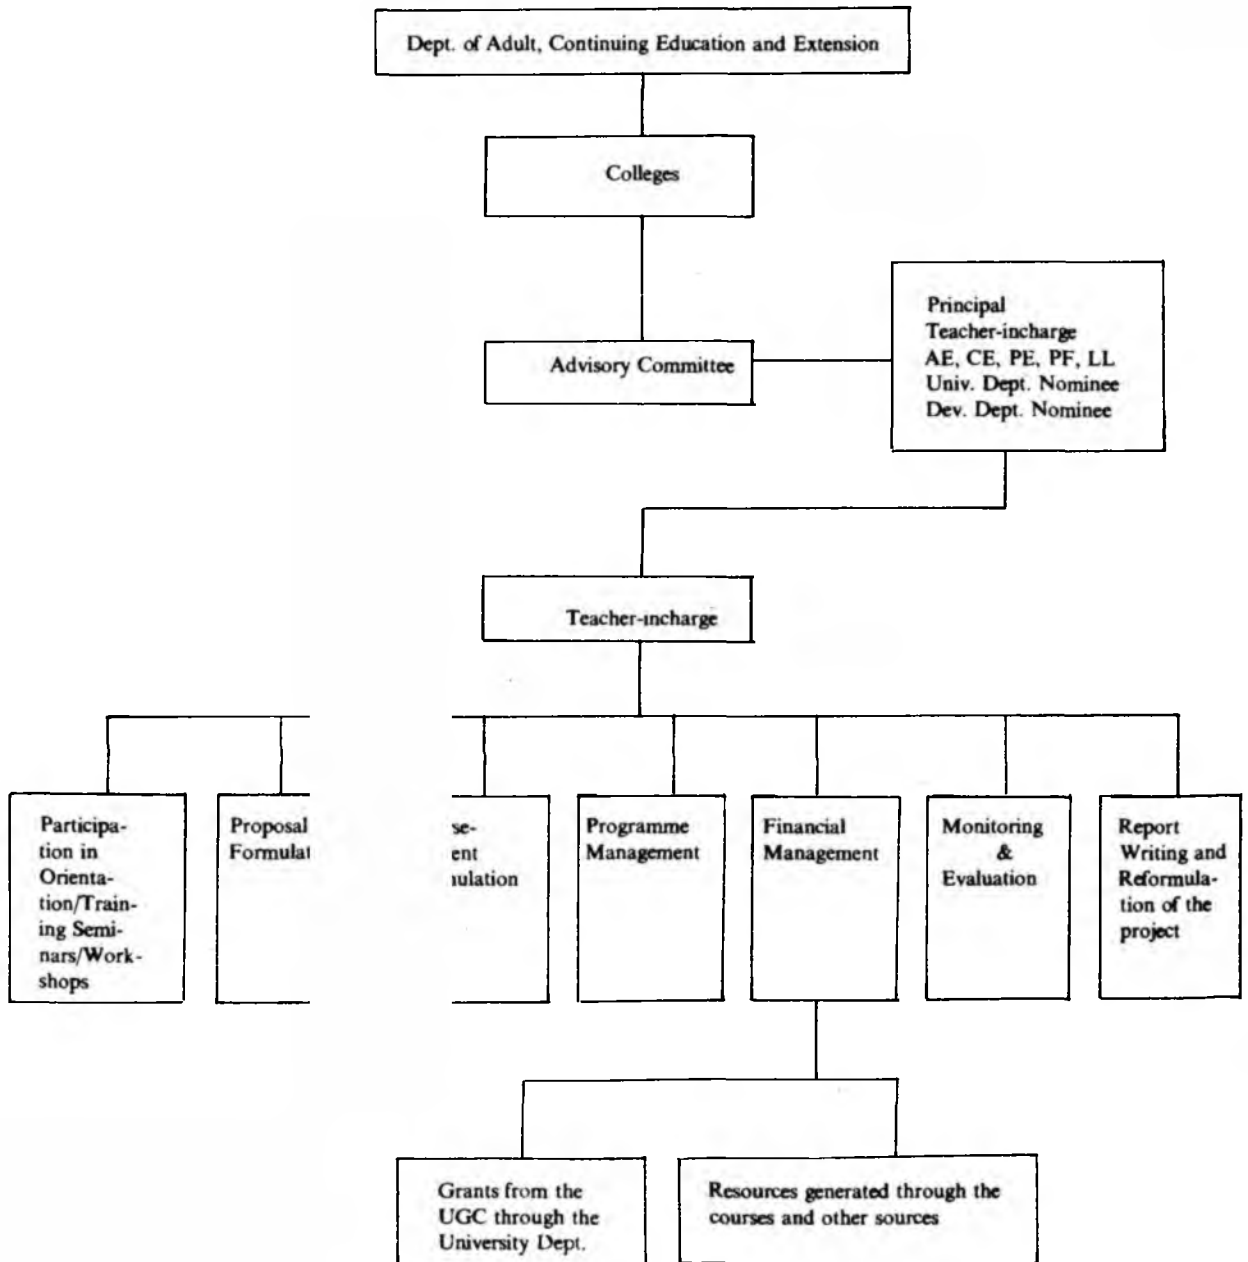 Dept. of Adult, Continuing Education and Extension
Colleges
Advisory Committee
Principal
Teacher-incharge
AE, CE, PE, PF, LL
Univ. Dept. Nominee
Dev. Dept. Nominee
Teacher-incharge
Participa-
tion in
Orienta-
tion/Train-
ing Semi-
nars/Work-
shops
Proposal
Programme
Management
Financial
Management
Monitoring
&
Evaluation
Report
Writing and
Reformula-
tion of the
project
Grants from the
UGC through the
University Dept.
Resources generated through the
courses and other sources